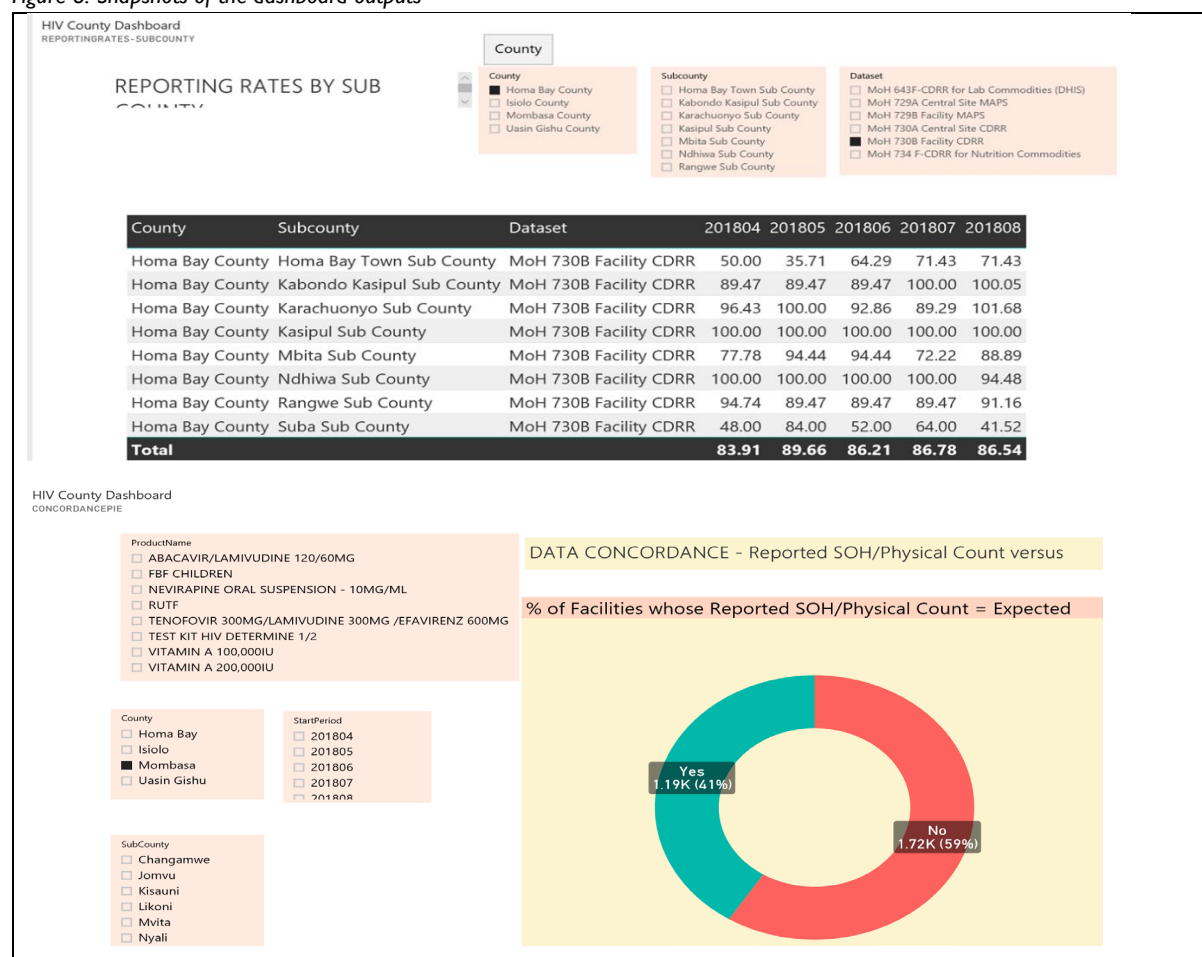 Figure 3: Snapshots of the dashboard outputs
HIV County Dashboard
REPORTINGRATES-SUBCOUNTY
REPORTING RATES BY SUB
COUNTY
County
County
Homa Bay County
Isiolo County
Mombasa County
Uasin Gishu County
Subcounty
Homa Bay Town Sub County
Kabondo Kasipul Sub County
Karachuonyo Sub County
Kasipul Sub County
Mbita Sub County
Ndhiwa Sub County
Rangwe Sub County
Dataset
MoH 643F-CDRR for Lab Commodities (DHIS)
MoH 729A Central Site MAPS
MoH 729B Facility MAPS
MoH 730A Central Site CDRR
MoH 730B Facility CDRR
MoH 734 F-CDRR for Nutrition Commodities
County Subcounty Dataset 201804 201805 201806 201807 201808
Homa Bay County Homa Bay Town Sub County MoH 730B Facility CDRR 50.00 35.71 64.29 71.43 71.43
Homa Bay County Kabondo Kasipul Sub County MoH 730B Facility CDRR 89.47 89.47 89.47 100.00 100.05
Homa Bay County Karachuonyo Sub County MoH 730B Facility CDRR 96.43 100.00 92.86 89.29 101.68
Homa Bay County Kasipul Sub County MoH 730B Facility CDRR 100.00 100.00 100.00 100.00 100.00
Homa Bay County Mbita Sub County MoH 730B Facility CDRR 77.78 94.44 94.44 72.22 88.89
Homa Bay County Ndhiwa Sub County MoH 730B Facility CDRR 100.00 100.00 100.00 100.00 94.48
Homa Bay County Rangwe Sub County MoH 730B Facility CDRR 94.74 89.47 89.47 89.47 91.16
Homa Bay County Suba Sub County MoH 730B Facility CDRR 48.00 84.00 52.00 64.00 41.52
Total 83.91 89.66 86.21 86.78 86.54
HIV County Dashboard
CONCORDANCEPIE
ProductName
ABACAVIR/LAMIVUDINE 120/60MG
FBF CHILDREN
NEVIRAPINE ORAL SUSPENSION - 10MG/ML
RUTF
TENOFOVIR 300MG/LAMIVUDINE 300MG /EFAVIRENZ 600MG
TEST KIT HIV DETERMINE 1/2
VITAMIN A 100,000IU
VITAMIN A 200,000IU
County
Homa Bay
Isiolo
Mombasa
Uasin Gishu
StartPeriod
201804
201805
201806
201807
201808
SubCounty
Changamwe
Jomvu
Kisauni
Likoni
Mvita
Nyali
DATA CONCORDANCE - Reported SOH/Physical Count versus
% of Facilities whose Reported SOH/Physical Count = Expected
Yes
1.19K (41%)
No
1.72K (59%)